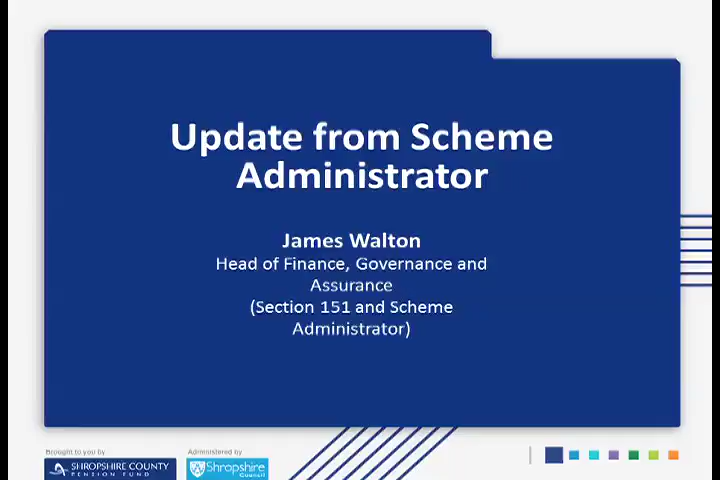 Update from Scheme
Administrator
James Walton
Head of Finance, Governance and
Assurance
(Section 151 and Scheme
Administrator)
Brought to you by
SHROPSHIRE COUNTY
PENSION FUND
Administered by
Shropshire
Council